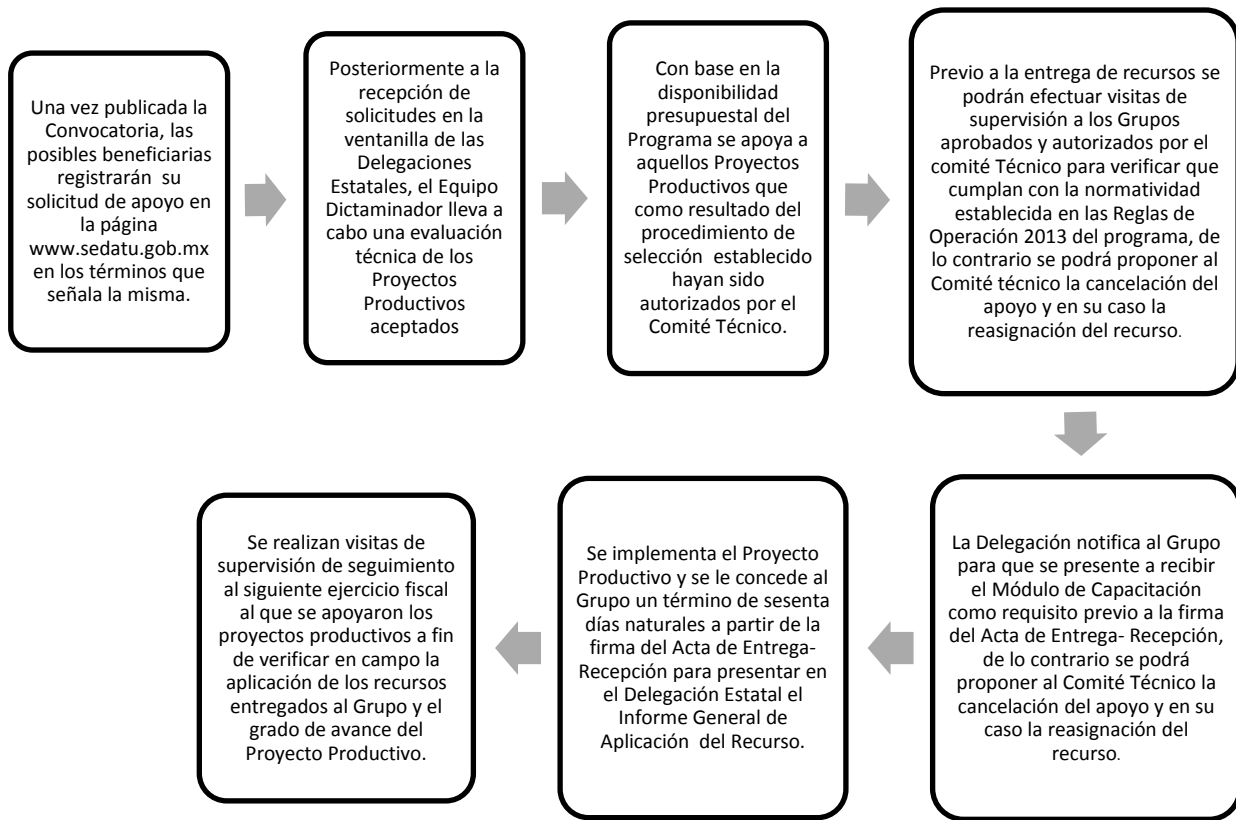 Una vez publicada la
Convocatoria, las
posibles beneficiarias
registrarán su
solicitud de apoyo en
la página
www.sedatu.gob.mx
en los términos que
señala la misma.
Posteriormente a la
recepción de
solicitudes en la
ventanilla de las
Delegaciones
Estatales, el Equipo
Dictaminador lleva a
cabo una evaluación
técnica de los
Proyectos
Productivos
aceptados
Con base en la
disponibilidad
presupuestal del
Programa se apoya a
aquellos Proyectos
Productivos que
como resultado del
procedimiento de
selección establecido
hayan sido
autorizados por el
Comité Técnico.
Previo a la entrega de recursos se
podrán efectuar visitas de
supervisión a los Grupos
aprobados y autorizados por el
comité Técnico para verificar que
cumplan con la normatividad
establecida en las Reglas de
Operación 2013 del programa, de
lo contrario se podrá proponer al
Comité técnico la cancelación del
apoyo y en su caso la
reasignación del recurso.
La Delegación notifica al Grupo
para que se presente a recibir
el Módulo de Capacitación
como requisito previo a la firma
del Acta de Entrega- Recepción,
de lo contrario se podrá
proponer al Comité Técnico la
cancelación del apoyo y en su
caso la reasignación del
recurso.
Se implementa el Proyecto
Productivo y se le concede al
Grupo un término de sesenta
días naturales a partir de la
firma del Acta de Entrega-
Recepción para presentar en
el Delegación Estatal el
Informe General de
Aplicación del Recurso.
Se realizan visitas de
supervisión de seguimiento
al siguiente ejercicio fiscal
al que se apoyaron los
proyectos productivos a fin
de verificar en campo la
aplicación de los recursos
entregados al Grupo y el
grado de avance del
Proyecto Productivo.